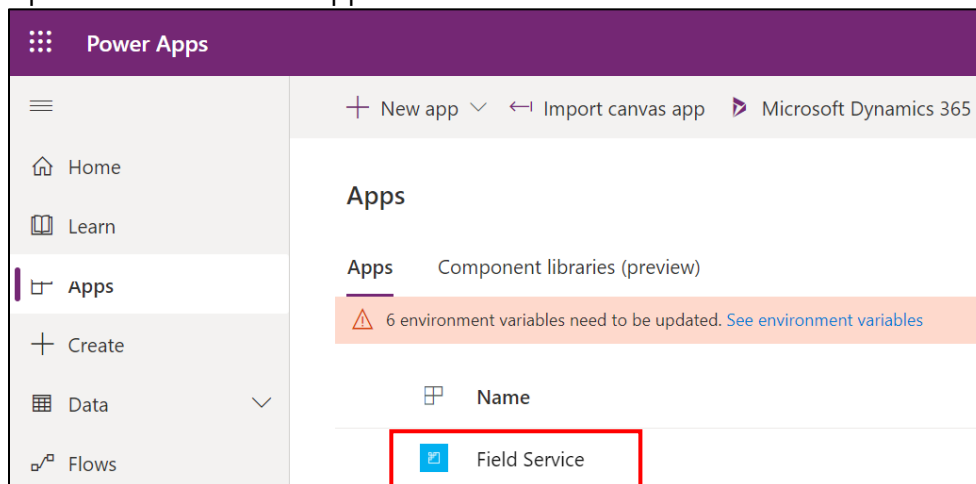 Power Apps
New app Import canvas app Microsoft Dynamics 365
Home
Apps
Learn
Apps Component libraries (preview)
Apps
6 environment variables need to be updated. See environment variables
Create
Name
Data
Field Service
Flows